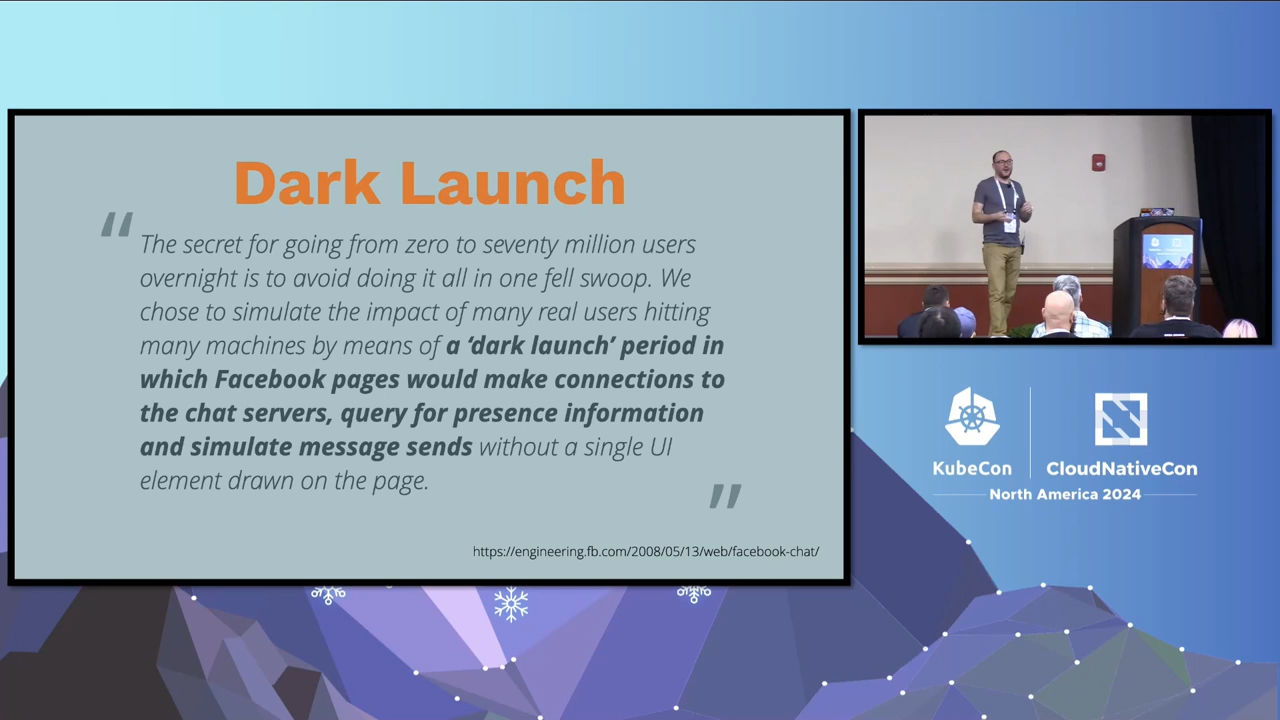 Dark Launch
“
The secret for going from zero to seventy million users
overnight is to avoid doing it all in one fell swoop. We
chose to simulate the impact of many real users hitting
many machines by means of a ‘dark launch’ period in
which Facebook pages would make connections to
the chat servers, query for presence information
and simulate message sends without a single UI
element drawn on the page.
”
https://engineering.fb.com/2008/05/13/web/facebook-chat/
KubeCon
CloudNativeCon
North America 2024